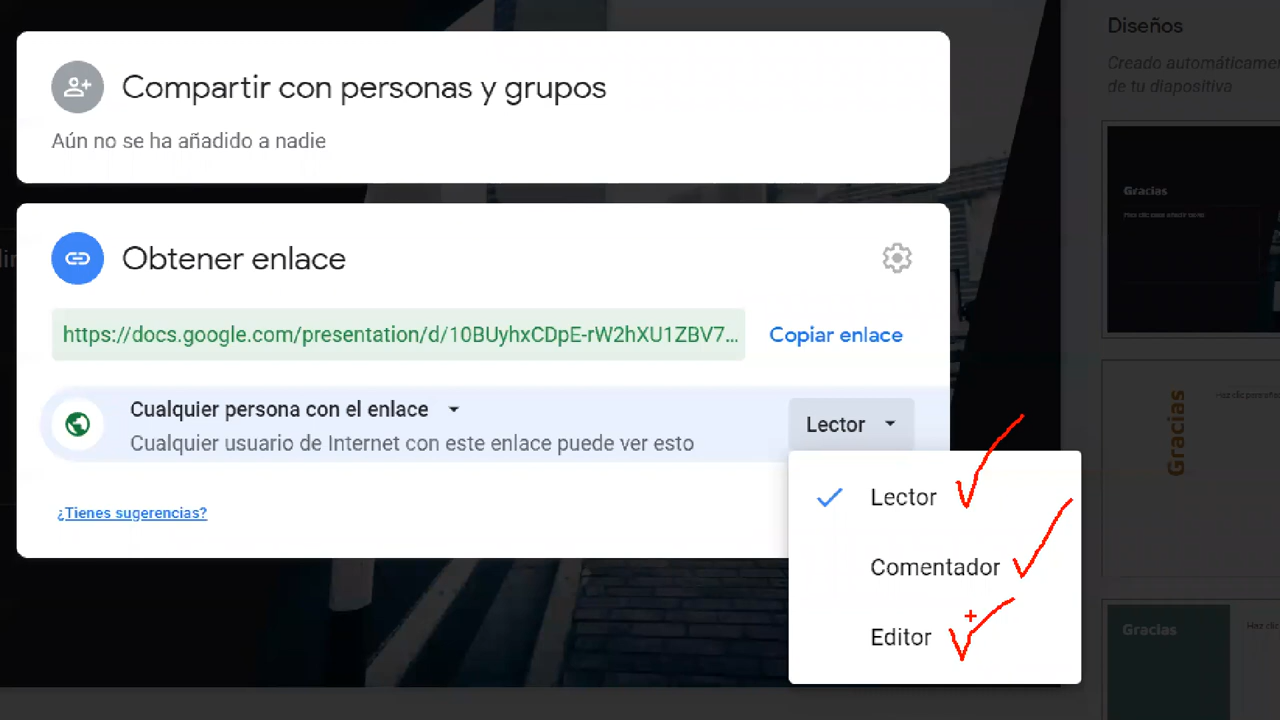 Compartir con personas y grupos
Aún no se ha añadido a nadie
Obtener enlace
https://docs.google.com/presentation/d/10BUyhxCDpE-rW2hXU1ZBV7...
Copiar enlace
Cualquier persona con el enlace
Cualquier usuario de Internet con este enlace puede ver esto
Lector
Lector
Comentador
Editor
¿Tienes sugerencias?
Diseños
Creado automáticame
de tu diapositiva
Gracias
Gracias
Gracias